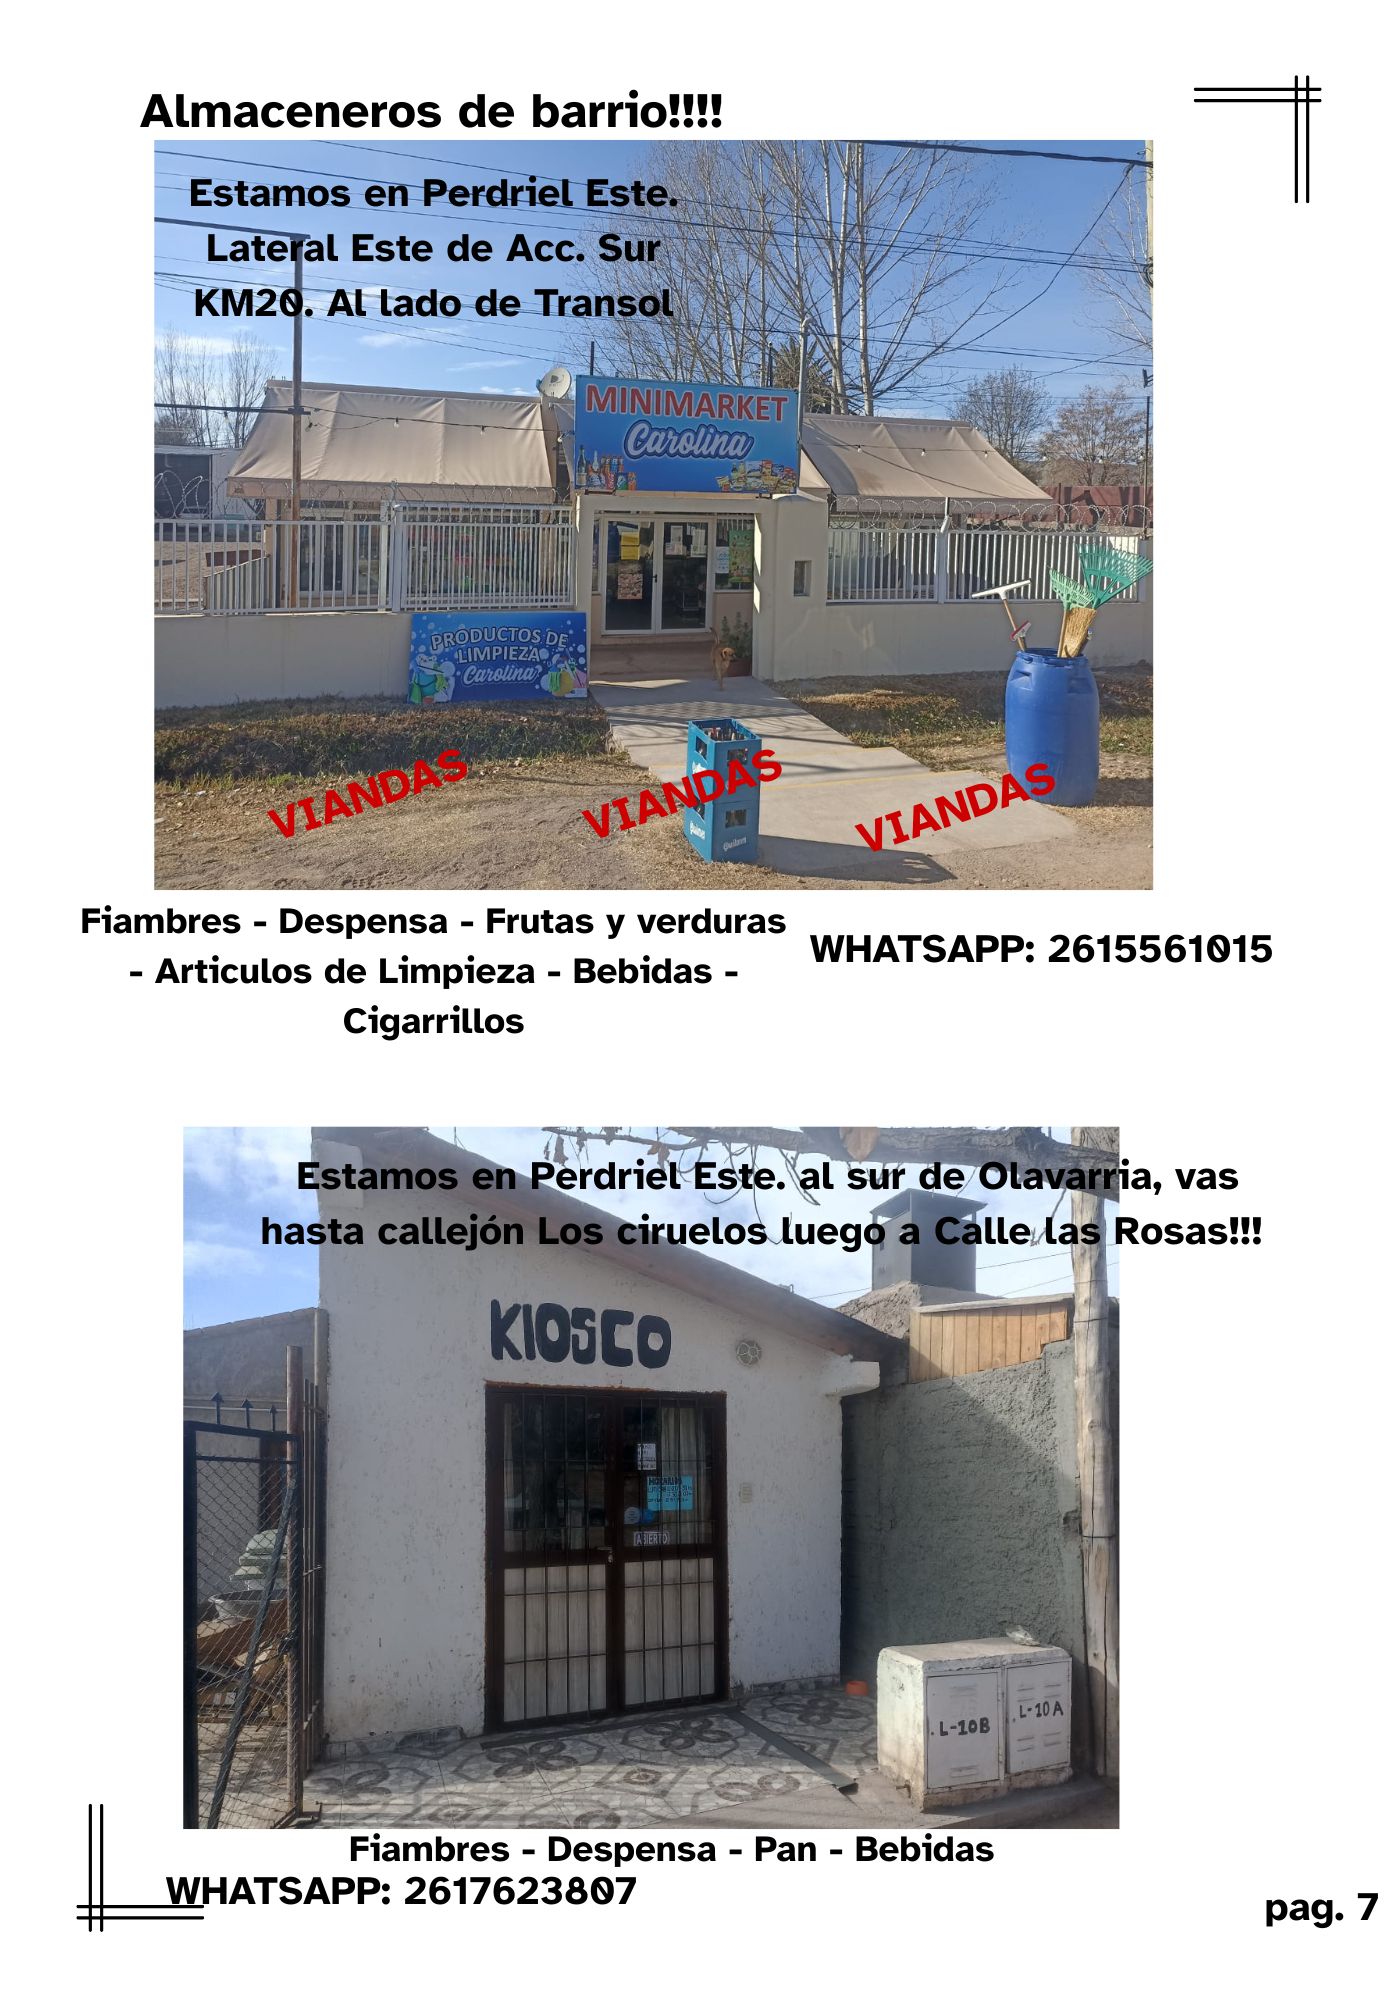 Almaceneros de barrio!!!!
Estamos en Perdriel Este.
Lateral Este de Acc. Sur
KM20. Al lado de Transol
MINIMARKET
Carolina
PRODUCTOS DE
LIMPIEZA
Carolina
VIANDAS
VIANDAS
VIANDAS
Fiambres - Despensa - Frutas y verduras
- Articulos de Limpieza - Bebidas -
Cigarrillos
WHATSAPP: 2615561015
Estamos en Perdriel Este. al sur de Olavarria, vas
hasta callejón Los ciruelos luego a Calle las Rosas!!!
KIOSCO
HORARIOS
ABIERTO
L-10B
L-10A
Fiambres - Despensa - Pan - Bebidas
WHATSAPP: 2617623807
pag. 7